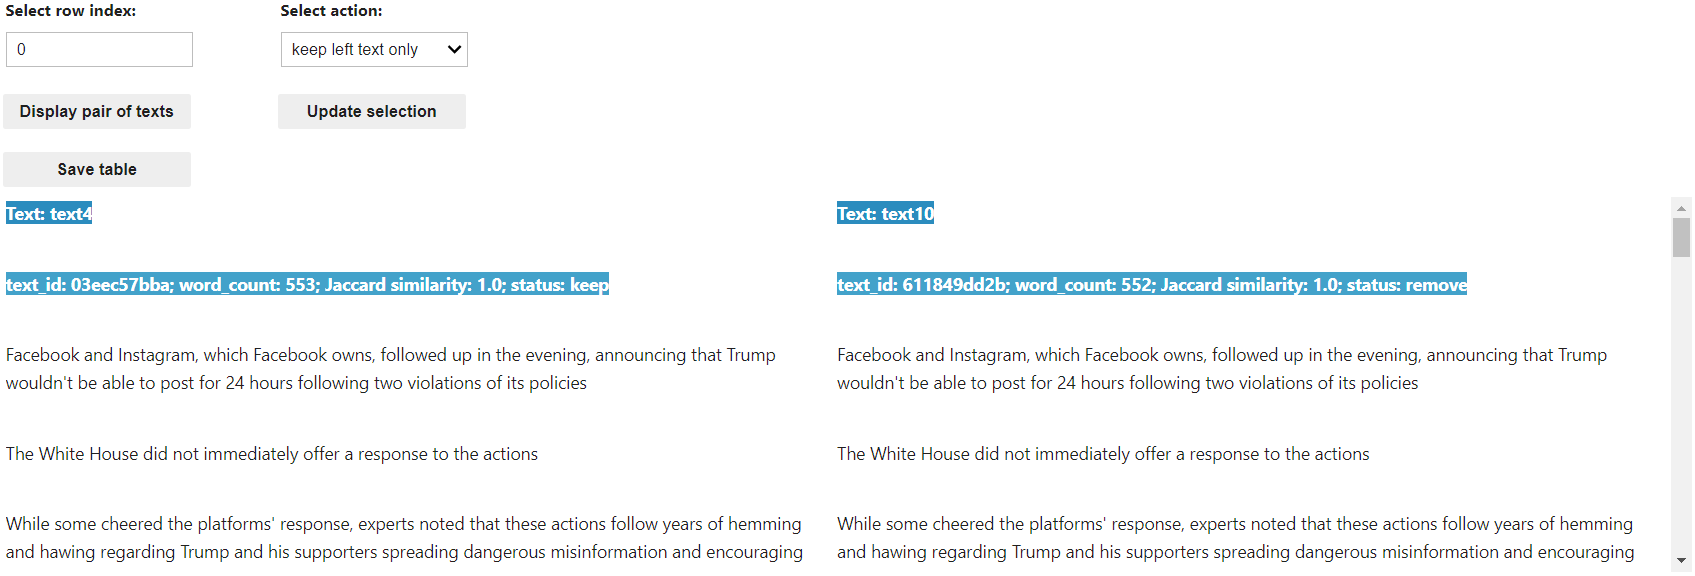 Select row index:
Select action:
0
keep left text only
Display pair of texts
Update selection
Save table
Text: text4
text_id: 03eec57bba; word_count: 553; Jaccard similarity: 1.0; status: keep
Facebook and Instagram, which Facebook owns, followed up in the evening, announcing that Trump
wouldn't be able to post for 24 hours following two violations of its policies
The White House did not immediately offer a response to the actions
While some cheered the platforms' response, experts noted that these actions follow years of hemming
and hawing regarding Trump and his supporters spreading dangerous misinformation and encouraging
Text: text10
text_id: 611849dd2b; word_count: 552; Jaccard similarity: 1.0; status: remove
Facebook and Instagram, which Facebook owns, followed up in the evening, announcing that Trump
wouldn't be able to post for 24 hours following two violations of its policies
The White House did not immediately offer a response to the actions
While some cheered the platforms' response, experts noted that these actions follow years of hemming
and hawing regarding Trump and his supporters spreading dangerous misinformation and encouraging